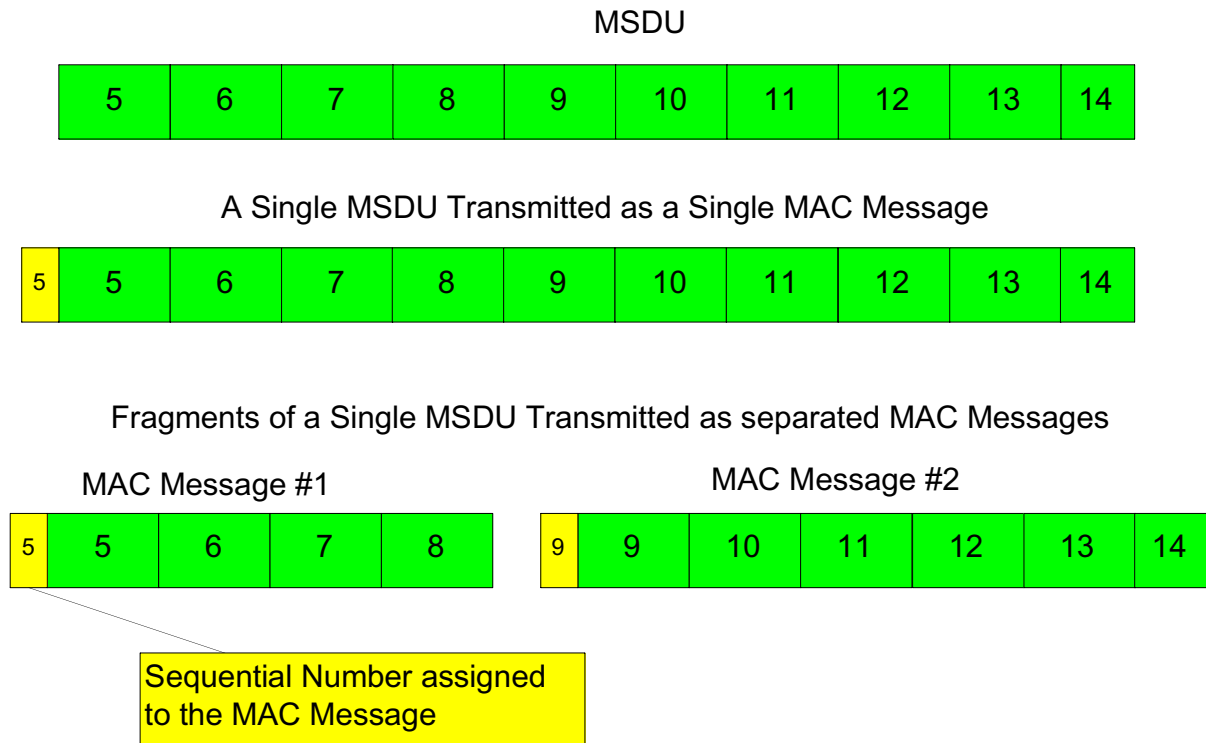 MSDU
5 6 7 8 9 10 11 12 13 14
A Single MSDU Transmitted as a Single MAC Message
5 5 6 7 8 9 10 11 12 13 14
Fragments of a Single MSDU Transmitted as separated MAC Messages
MAC Message #1
MAC Message #2
5 5 6 7 8
9 9 10 11 12 13 14
Sequential Number assigned
to the MAC Message